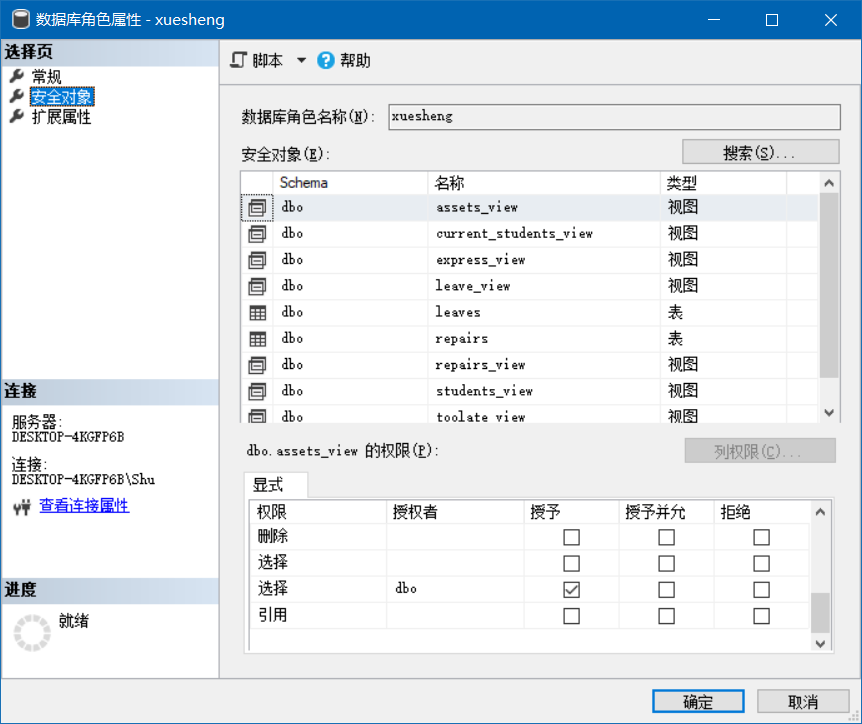 数据库角色属性 - xuesheng
选择页
常规
安全对象
扩展属性
脚本 帮助
数据库角色名称(N): xuesheng
安全对象(E): 搜索(S)...
Schema 名称 类型
dbo assets_view 视图
dbo current_students_view 视图
dbo express_view 视图
dbo leave_view 视图
dbo leaves 表
dbo repairs 表
dbo repairs_view 视图
dbo students_view 视图
dbo toolate_view 视图
连接
服务器:
DESKTOP-4KGFP6B
连接:
DESKTOP-4KGFP6B\Shu
查看连接属性
dbo.assets_view 的权限(P): 列权限(C)...
显式
权限 授权者 授予 授予并允 拒绝
删除
选择
选择 dbo
引用
进度
就绪
确定 取消